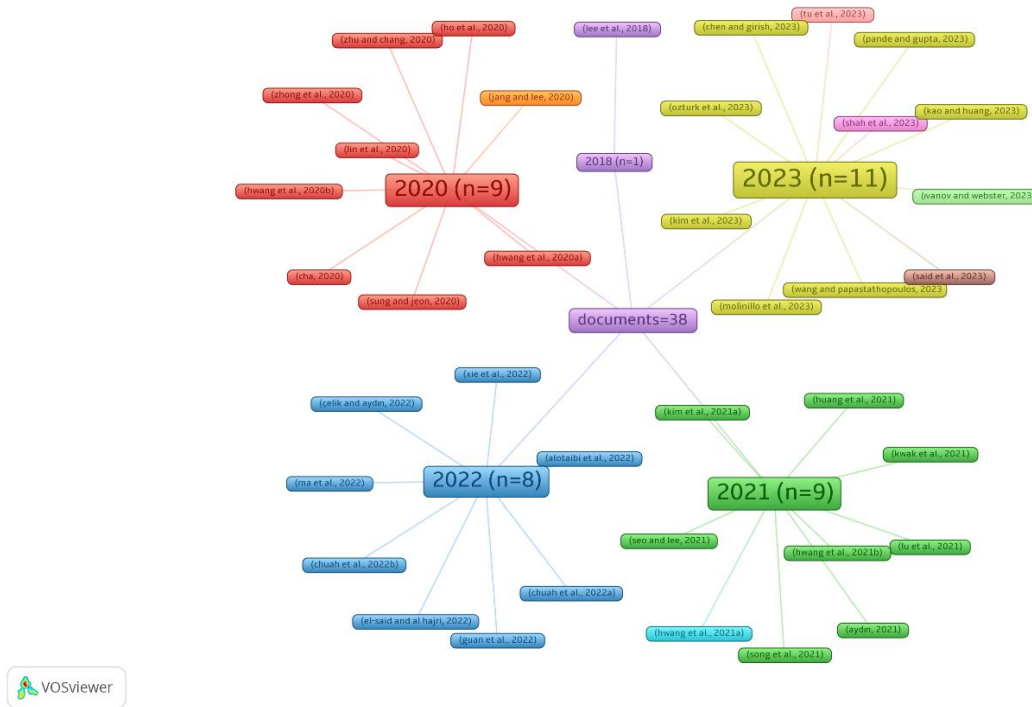 (ho et al., 2020)
(zhu and chang, 2020)
(zhong et al., 2020)
(jang and lee, 2020)
(lin et al., 2020)
2020 (n=9)
(hwang et al., 2020b)
(hwang et al., 2020a)
(cha, 2020)
(sung and jeon, 2020)
(lee et al., 2018)
2018 (n=1)
(tu et al., 2023)
(chen and girish, 2023)
(pande and gupta, 2023)
(ozturk et al., 2023)
(kao and huang, 2023)
(shah et al., 2023)
2023 (n=11)
(ivanov and webster, 2023
(kim et al., 2023)
(said et al., 2023)
(wang and papastathopoulos, 2023
(molinillo et al., 2023)
documents=38
(xie et al., 2022)
(çelik and aydın, 2022)
(alotaibi et al., 2022)
2022 (n=8)
(ma et al., 2022)
(chuah et al., 2022b)
(chuah et al., 2022a)
(el-said and al hajri, 2022)
(guan et al., 2022)
(huang et al., 2021)
(kim et al., 2021a)
(kwak et al., 2021)
2021 (n=9)
(seo and lee, 2021)
(hwang et al., 2021b)
(lu et al., 2021)
(hwang et al., 2021a)
(aydın, 2021)
(song et al., 2021)
VOSviewer